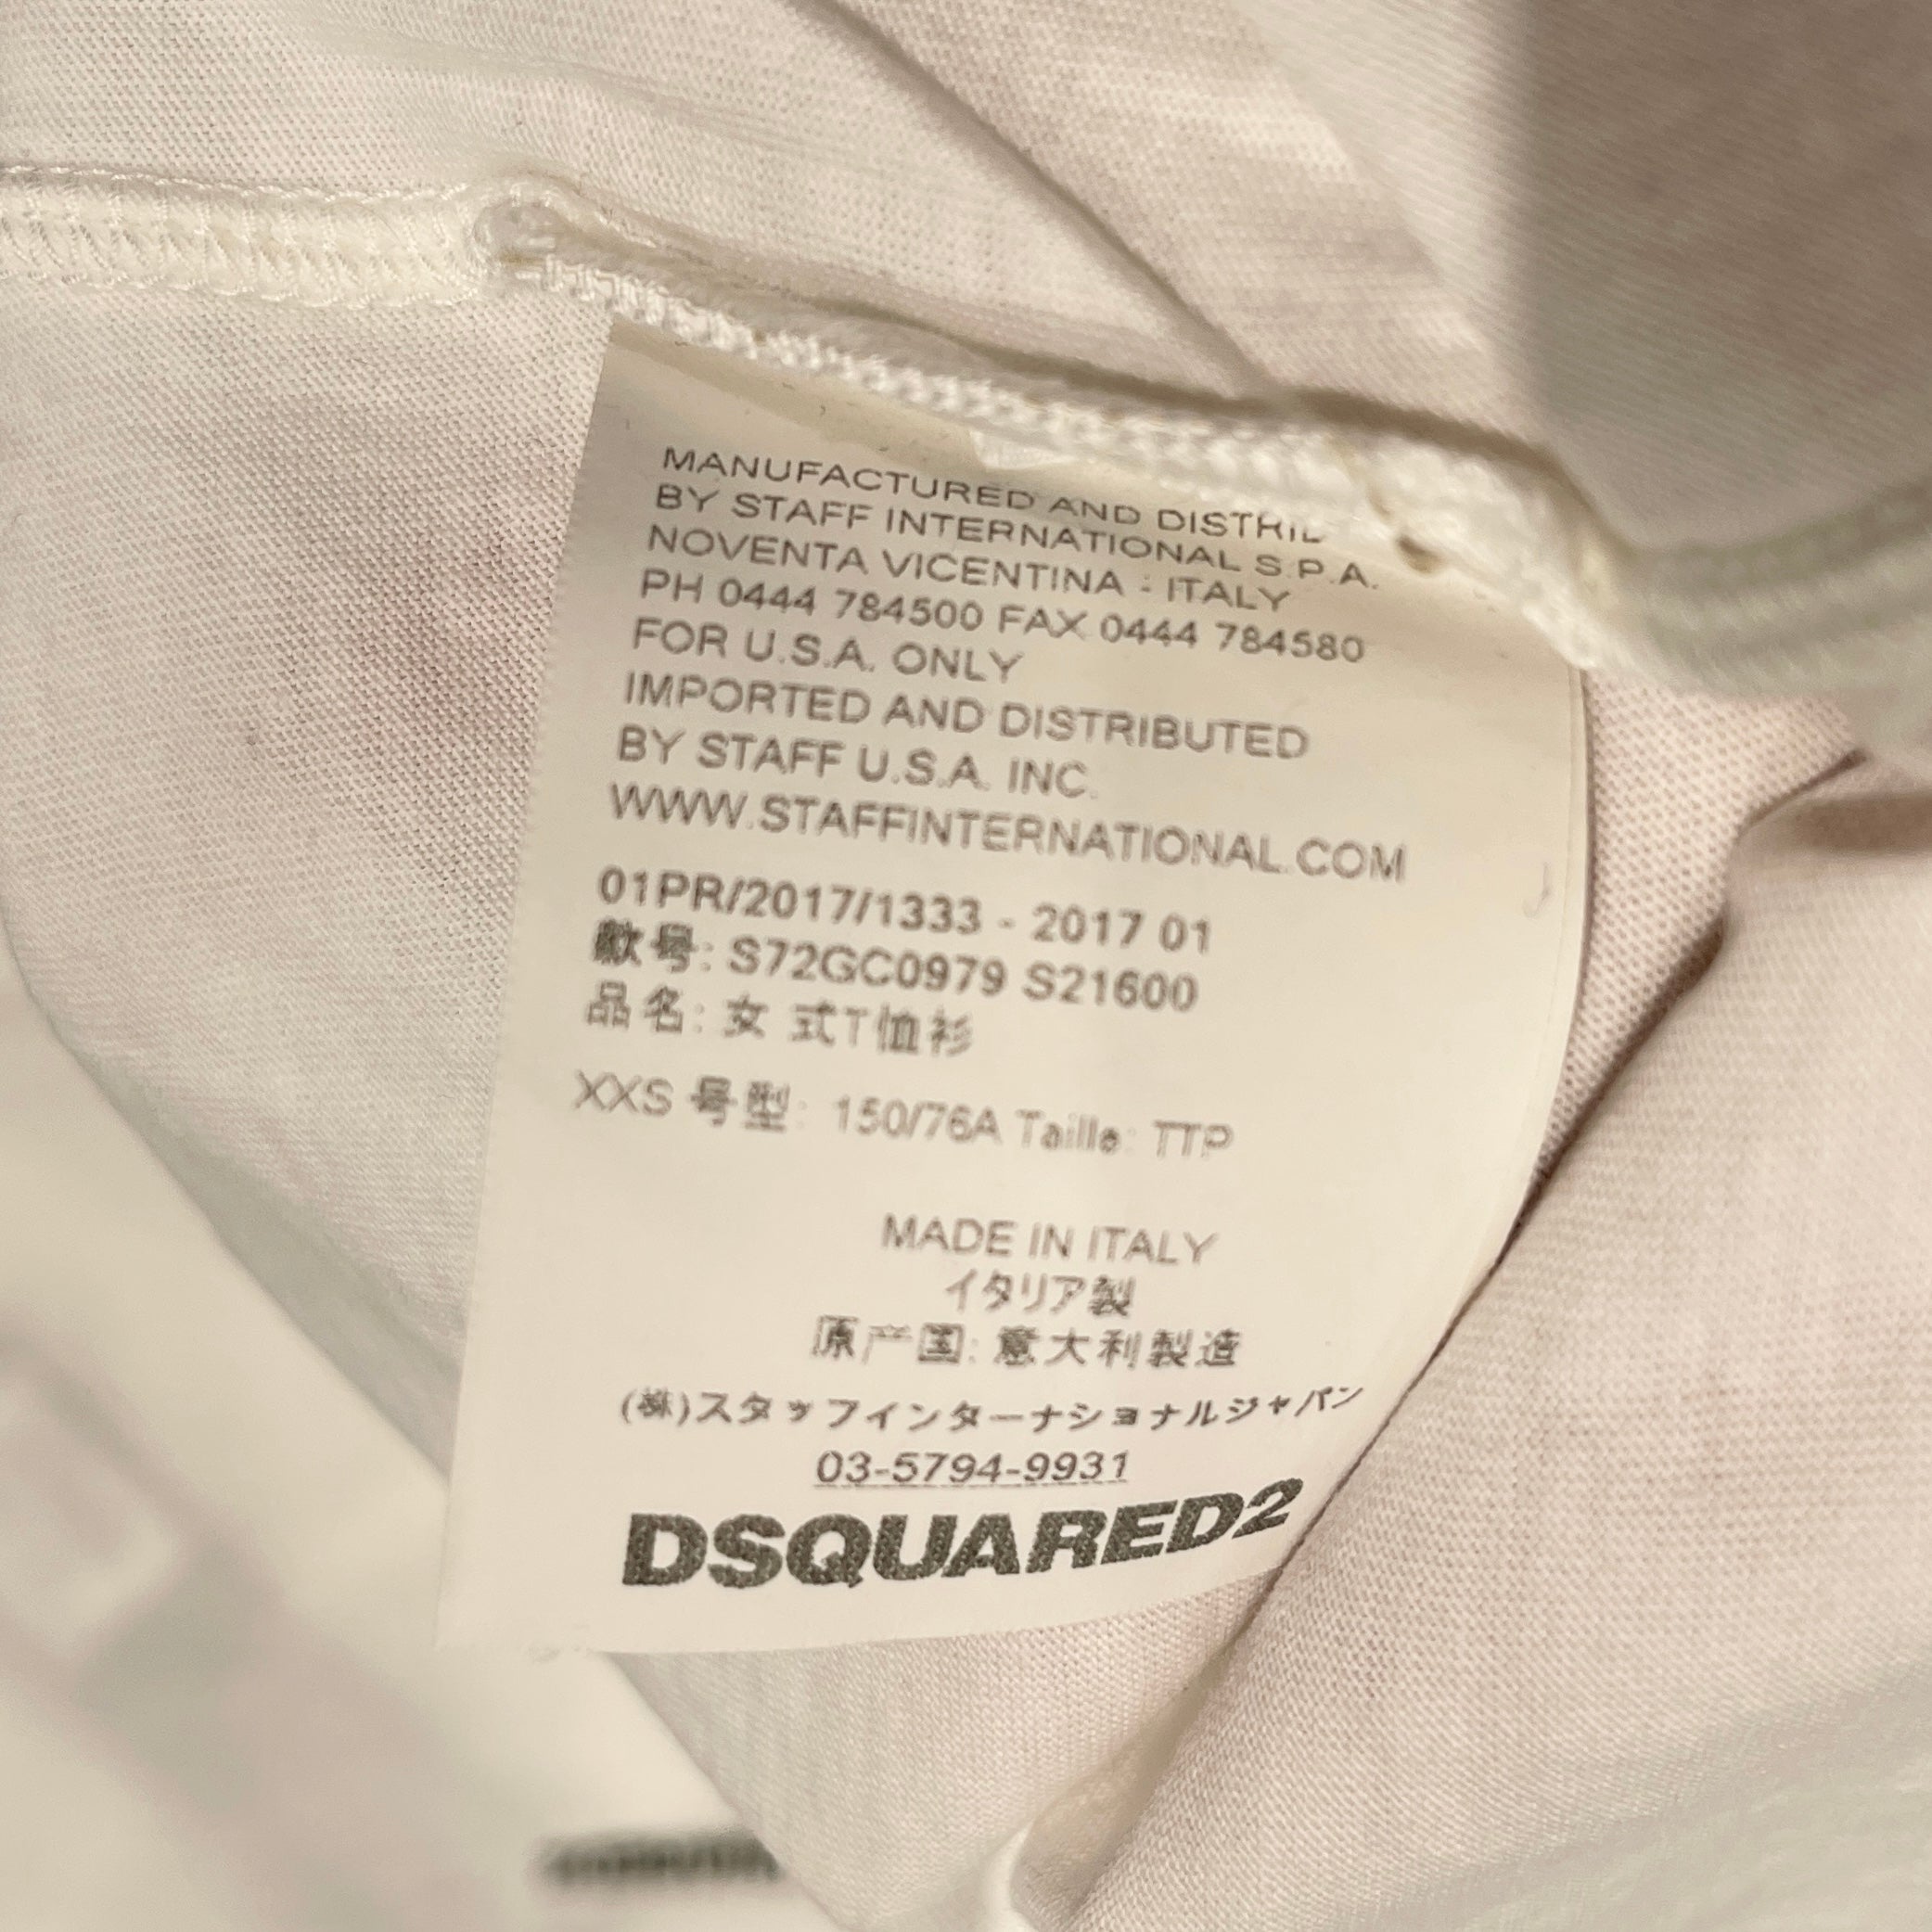 MANUFACTURED AND DISTRIB
BY STAFF INTERNATIONAL S.P.A.
NOVENTA VICENTINA - ITALY
PH 0444 784500 FAX 0444 784580
FOR U.S.A. ONLY
IMPORTED AND DISTRIBUTED
BY STAFF U.S.A. INC.
WWW.STAFFINTERNATIONAL.COM
01PR/2017/1333 - 2017 01
款号: S72GC0979 S21600
品名: 女 式T恤衫
XXS 号型: 150/76A Taille: TTP
MADE IN ITALY
イタリア製
原产国: 意大利製造
(株)スタッフインターナショナルジャパン
03-5794-9931
DSQUARED2